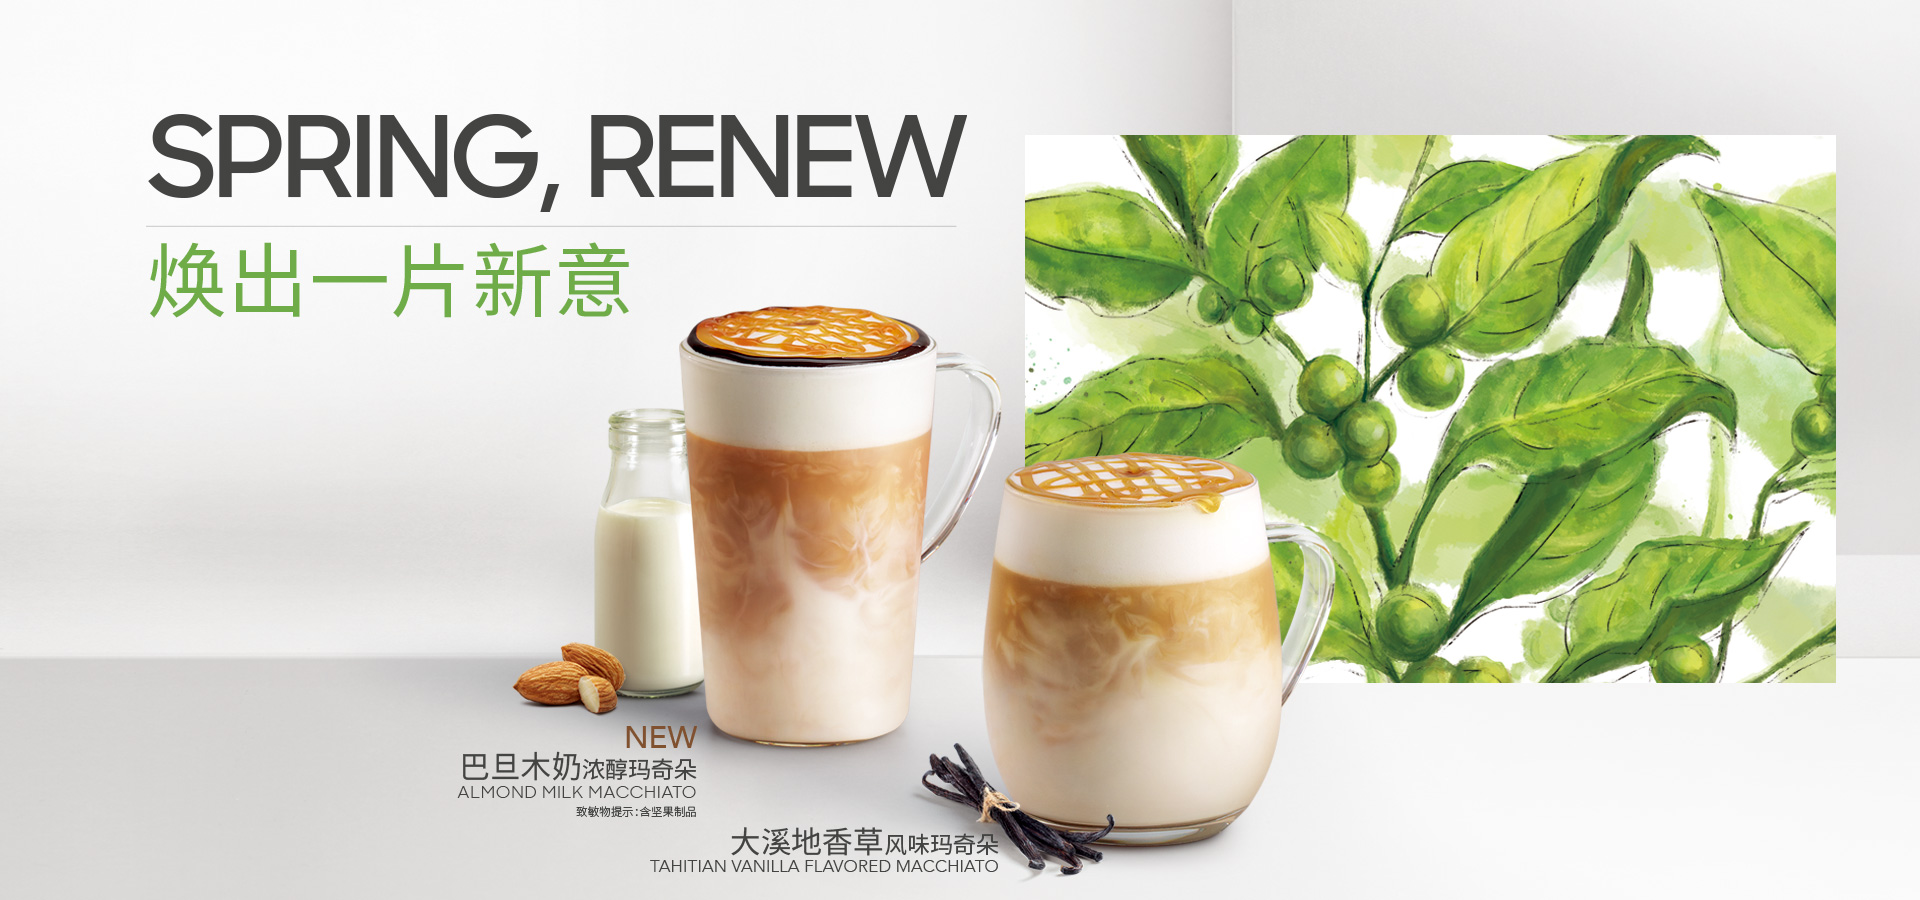 SPRING, RENEW
焕出一片新意
NEW
巴旦木奶浓醇玛奇朵
ALMOND MILK MACCHIATO
致敏物提示:含坚果制品
大溪地香草风味玛奇朵
TAHITIAN VANILLA FLAVORED MACCHIATO